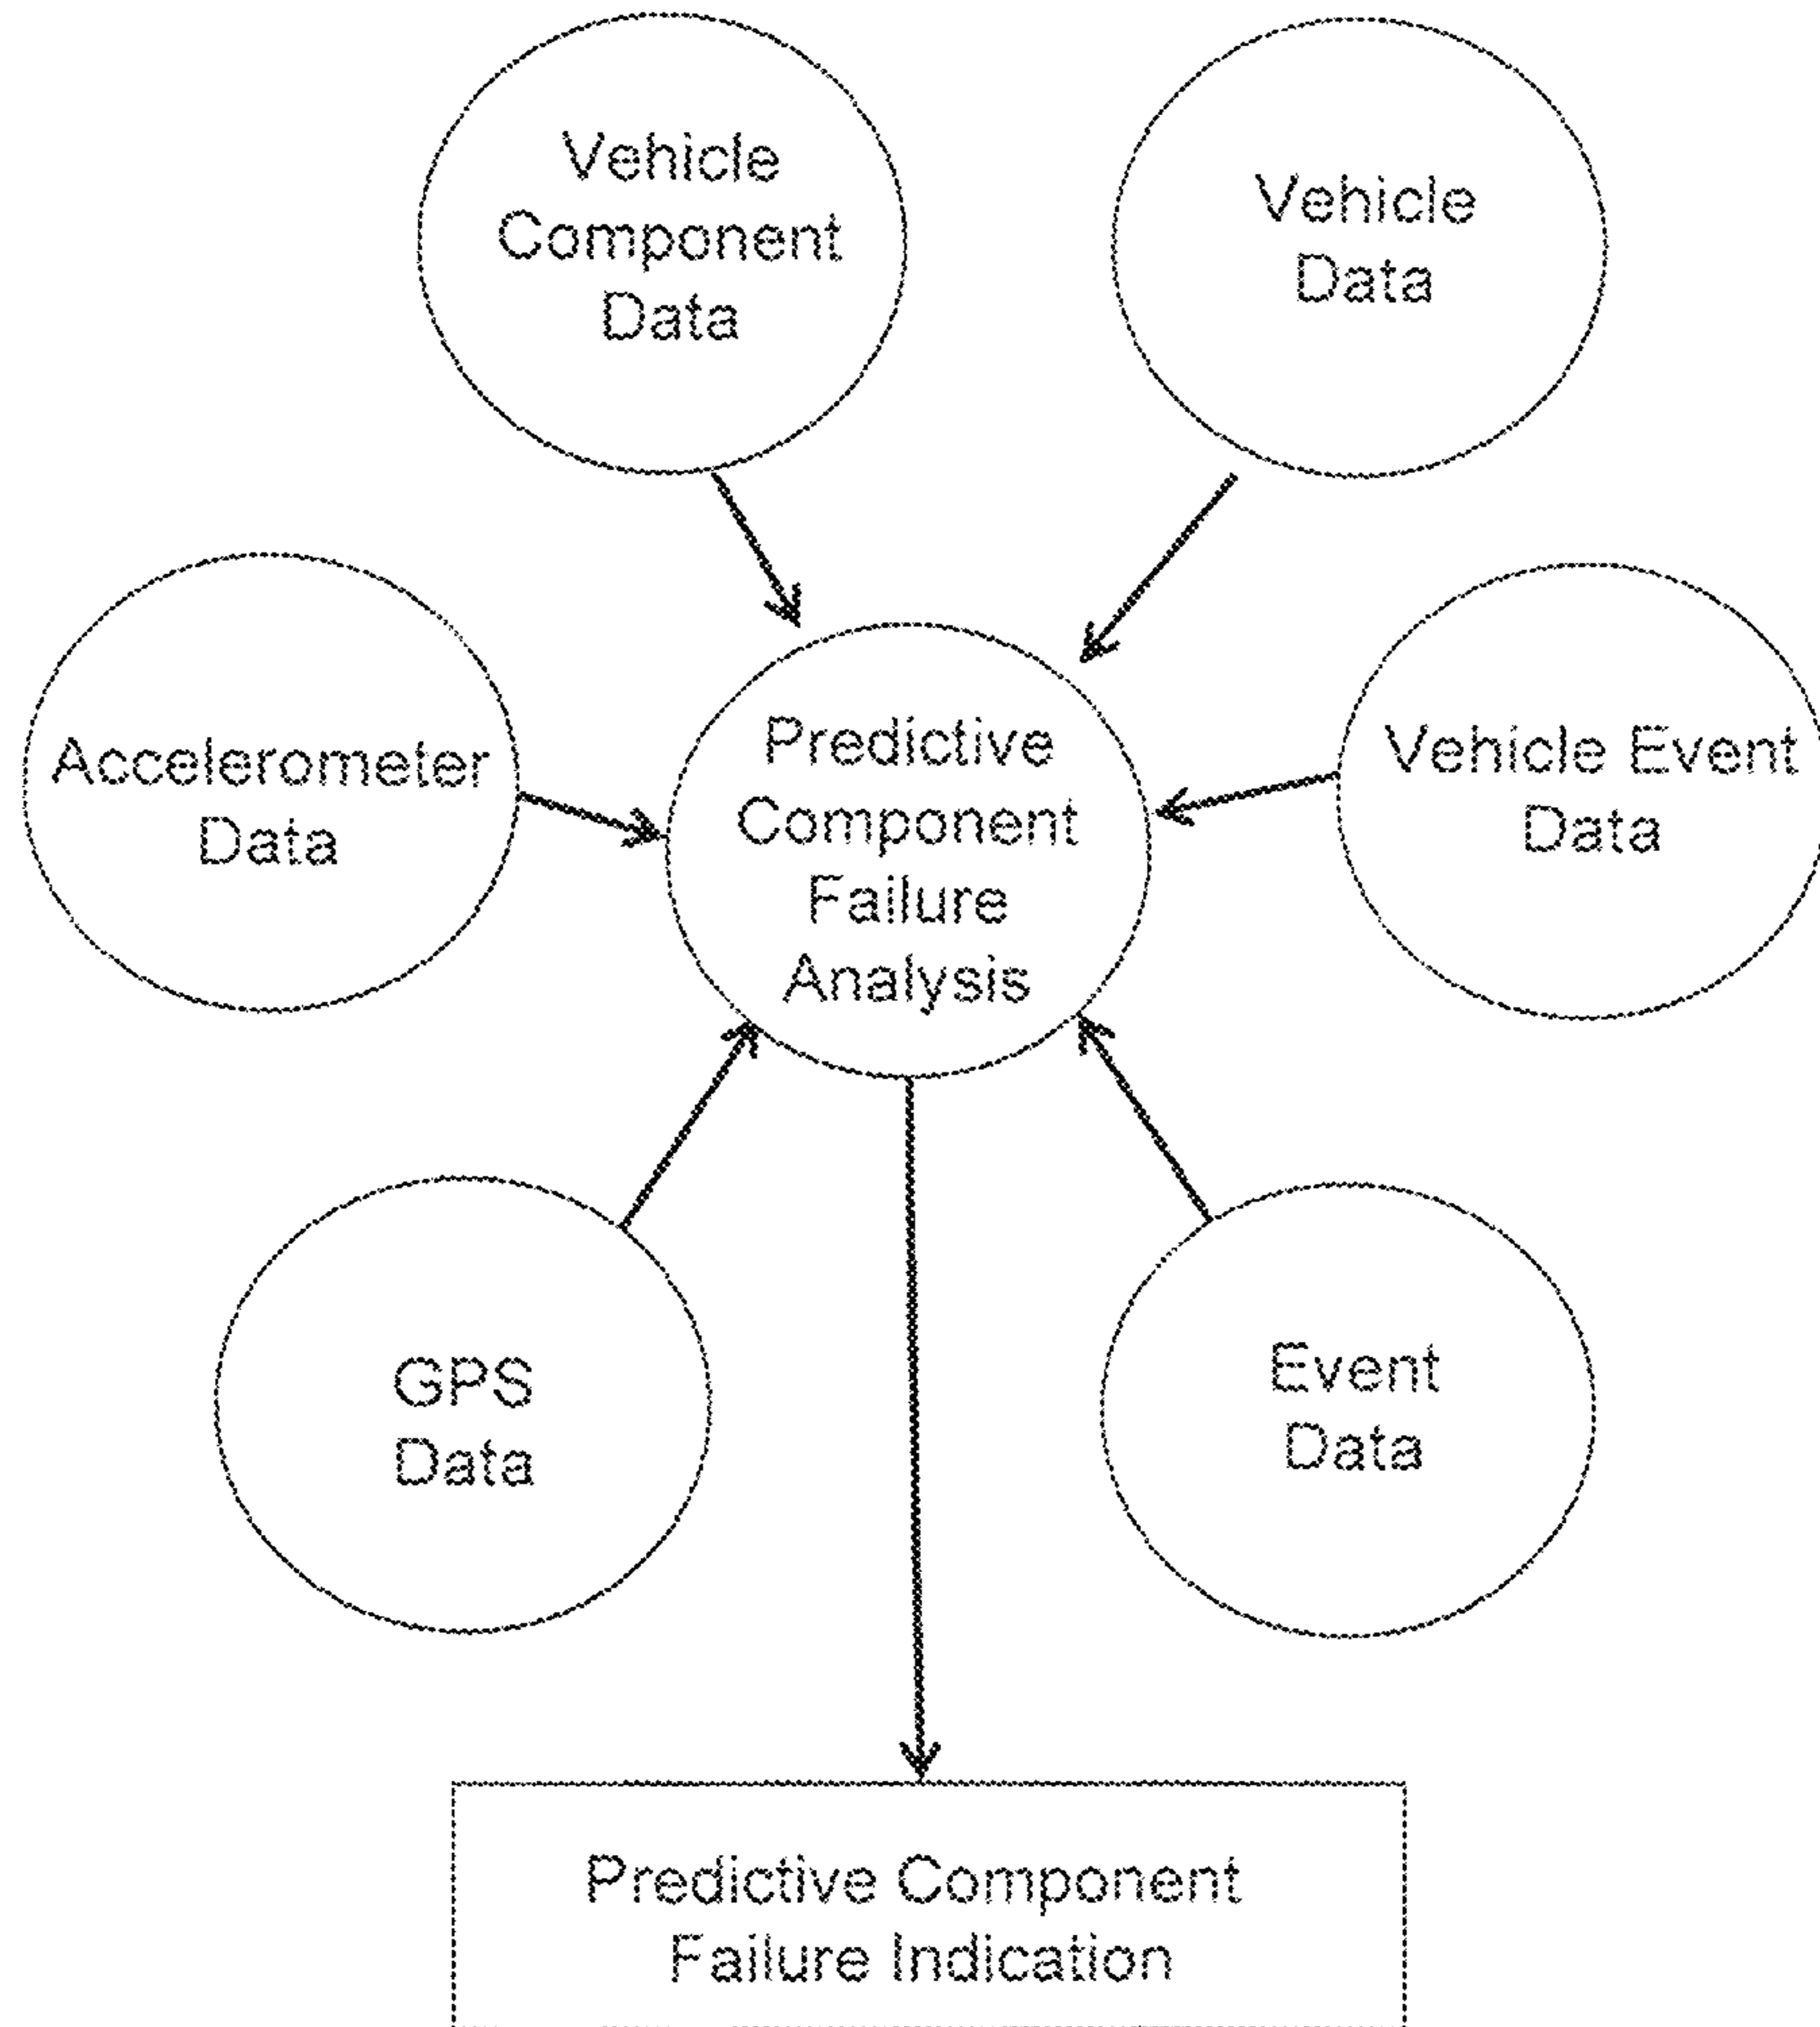 Vehicle
Component
Data
Vehicle
Data
Accelerometer
Data
Predictive
Component
Failure
Analysis
Vehicle Event
Data
GPS
Data
Event
Data
Predictive Component
Failure Indication